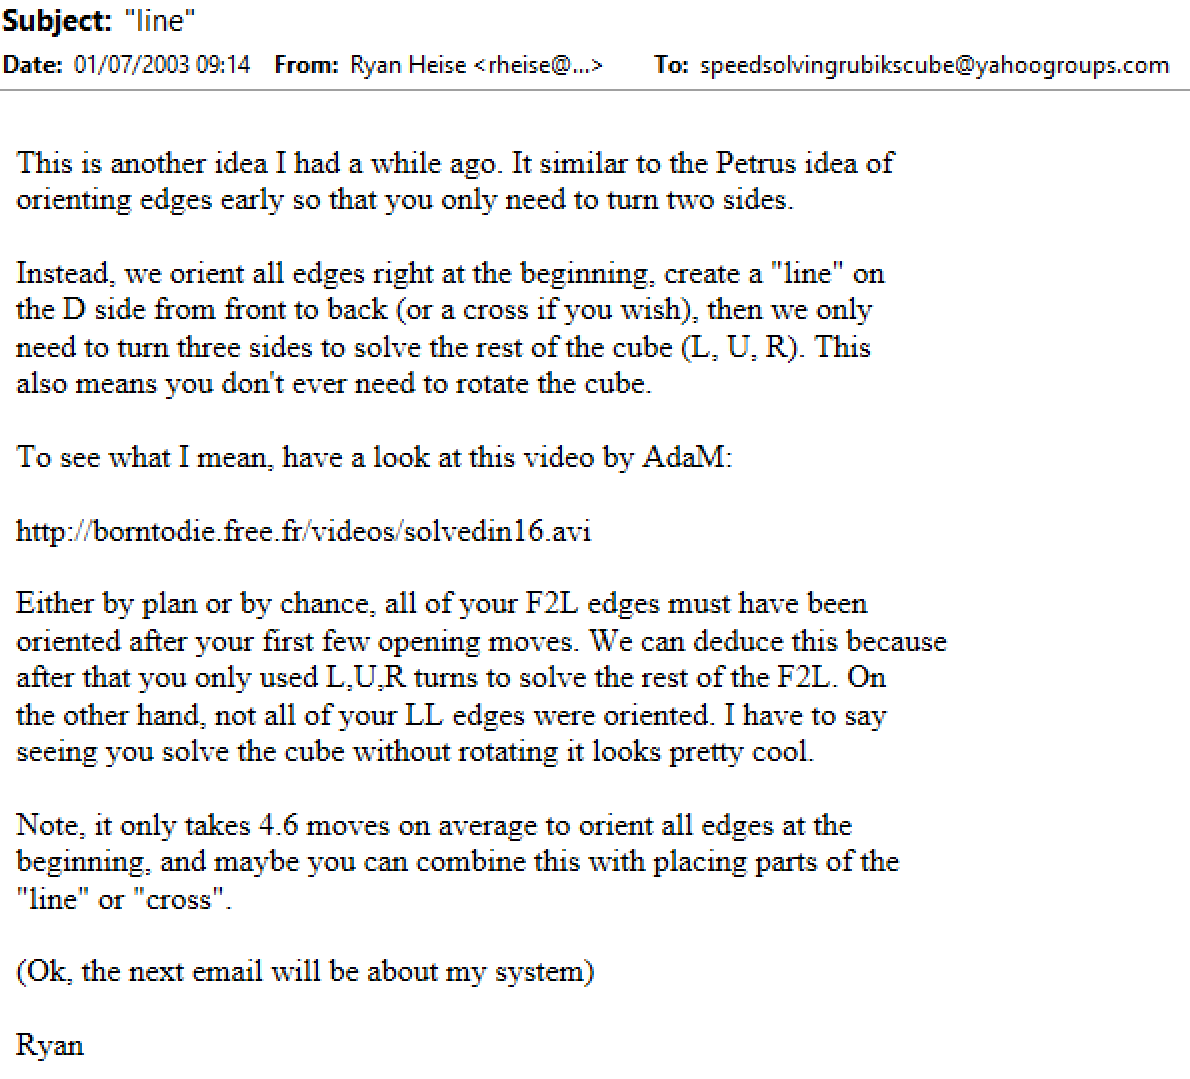 Subject: "line"
Date: 01/07/2003 09:14 From: Ryan Heise <rheise@...> To: speedsolvingrubikscube@yahoogroups.com
This is another idea I had a while ago. It similar to the Petrus idea of
orienting edges early so that you only need to turn two sides.
Instead, we orient all edges right at the beginning, create a "line" on
the D side from front to back (or a cross if you wish), then we only
need to turn three sides to solve the rest of the cube (L, U, R). This
also means you don't ever need to rotate the cube.
To see what I mean, have a look at this video by AdaM:
http://borntodie.free.fr/videos/solvedin16.avi
Either by plan or by chance, all of your F2L edges must have been
oriented after your first few opening moves. We can deduce this because
after that you only used L,U,R turns to solve the rest of the F2L. On
the other hand, not all of your LL edges were oriented. I have to say
seeing you solve the cube without rotating it looks pretty cool.
Note, it only takes 4.6 moves on average to orient all edges at the
beginning, and maybe you can combine this with placing parts of the
"line" or "cross".
(Ok, the next email will be about my system)
Ryan